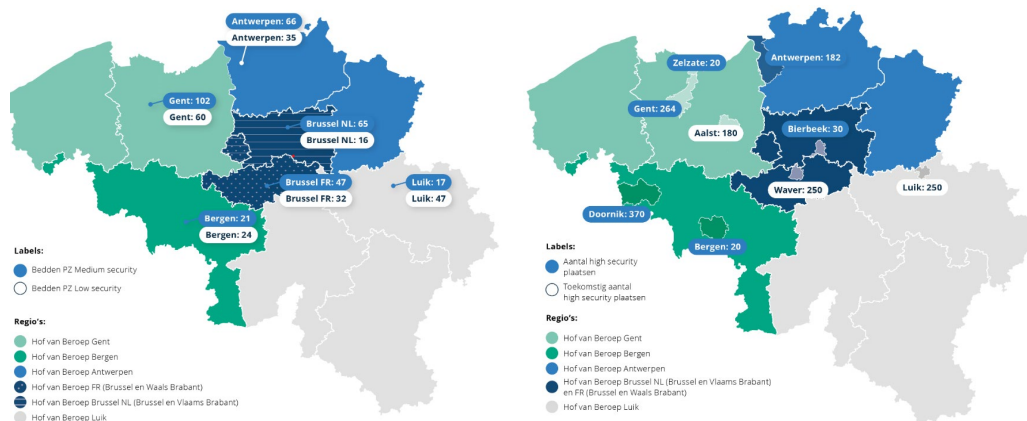 Antwerpen: 66
Antwerpen: 35
Gent: 102
Gent: 60
Brussel NL: 65
Brussel NL: 16
Brussel FR: 47
Brussel FR: 32
Luik: 17
Luik: 47
Bergen: 21
Bergen: 24
Labels:
Bedden PZ Medium security
Bedden PZ Low security
Regio's:
Hof van Beroep Gent
Hof van Beroep Bergen
Hof van Beroep Antwerpen
Hof van Beroep FR (Brussel en Waals Brabant)
Hof van Beroep Brussel NL (Brussel en Vlaams Brabant)
Hof van Beroep Luik
Zelzate: 20
Antwerpen: 182
Gent: 264
Aalst: 180
Bierbeek: 30
Waver: 250
Luik: 250
Doornik: 370
Bergen: 20
Labels:
Aantal high security
plaatsen
Toekomstig aantal
high security plaatsen
Regio's:
Hof van Beroep Gent
Hof van Beroep Bergen
Hof van Beroep Antwerpen
Hof van Beroep Brussel NL (Brussel en Vlaams Brabant)
en FR (Brussel en Waals Brabant)
Hof van Beroep Luik